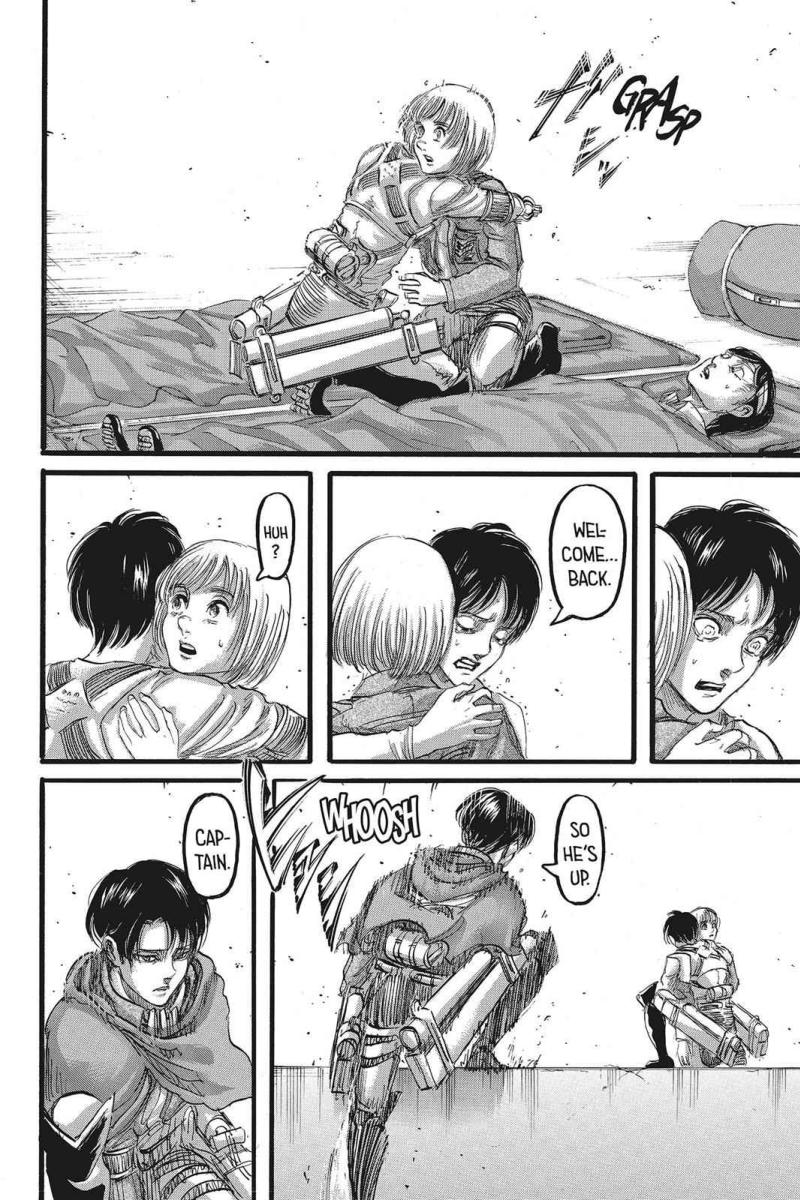 GRASP
WEL-
COME...
BACK.
HUH
?
SO
HE'S
UP.
WHOOSH
CAP-
TAIN.